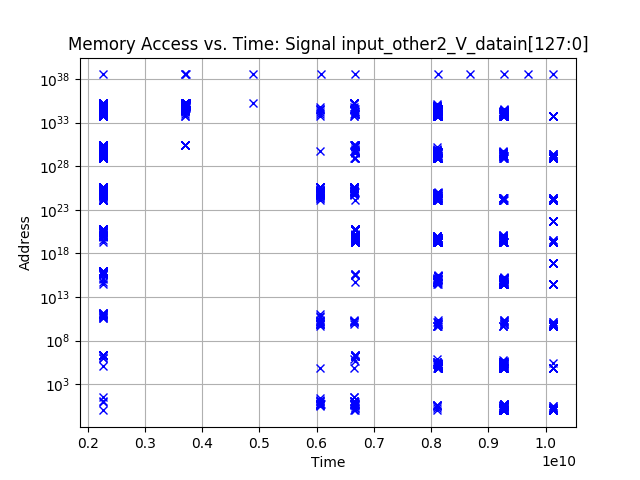 Memory Access vs. Time: Signal input_other2_V_datain[127:0]
Address
10^38
10^33
10^28
10^23
10^18
10^13
10^8
10^3
0.2 0.3 0.4 0.5 0.6 0.7 0.8 0.9 1.0
1e10
Time